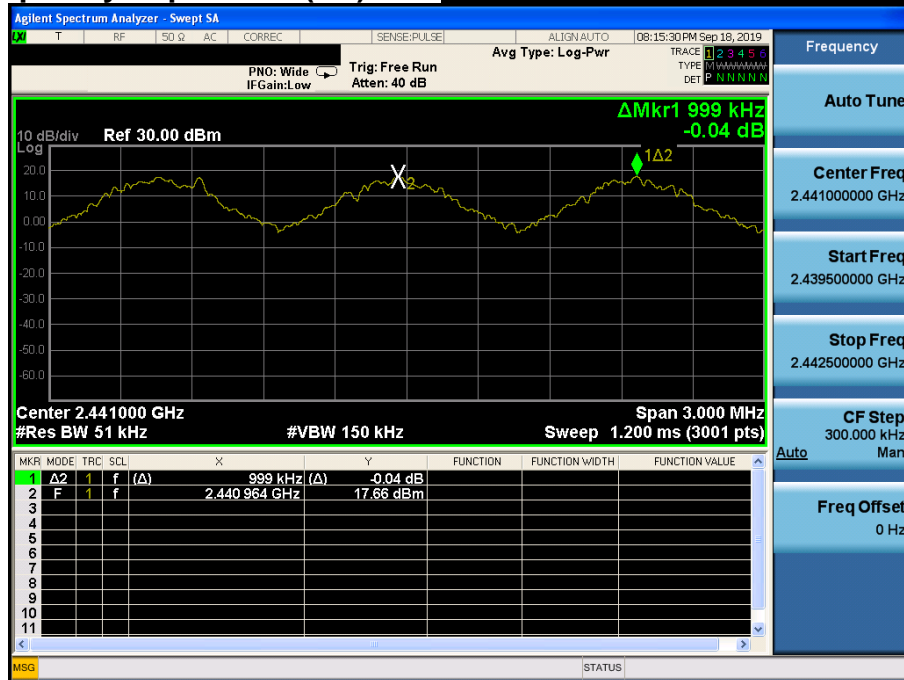 Agilent Spectrum Analyzer - Swept SA
LXI T RF 50 Ω AC CORREC SENSE:PULSE ALIGN AUTO 08:15:30 PM Sep 18, 2019
PNO: Wide
IFGain:Low
Trig: Free Run
Atten: 40 dB
Avg Type: Log-Pwr
TRACE 1 2 3 4 5 6
TYPE M WWWWW
DET P N N N N N
ΔMkr1 999 kHz
-0.04 dB
10 dB/div Ref 30.00 dBm
Log
1Δ2
20.0
X2
10.0
0.00
-10.0
-20.0
-30.0
-40.0
-50.0
-60.0
Center 2.441000 GHz Span 3.000 MHz
#Res BW 51 kHz #VBW 150 kHz Sweep 1.200 ms (3001 pts)
MKR MODE TRC SCL X Y FUNCTION FUNCTION WIDTH FUNCTION VALUE
1 Δ2 1 f (Δ) 999 kHz (Δ) -0.04 dB
2 F 1 f 2.440 964 GHz 17.66 dBm
3
4
5
6
7
8
9
10
11
MSG STATUS
Frequency
Auto Tune
Center Freq
2.441000000 GHz
Start Freq
2.439500000 GHz
Stop Freq
2.442500000 GHz
CF Step
300.000 kHz
Auto Man
Freq Offset
0 Hz